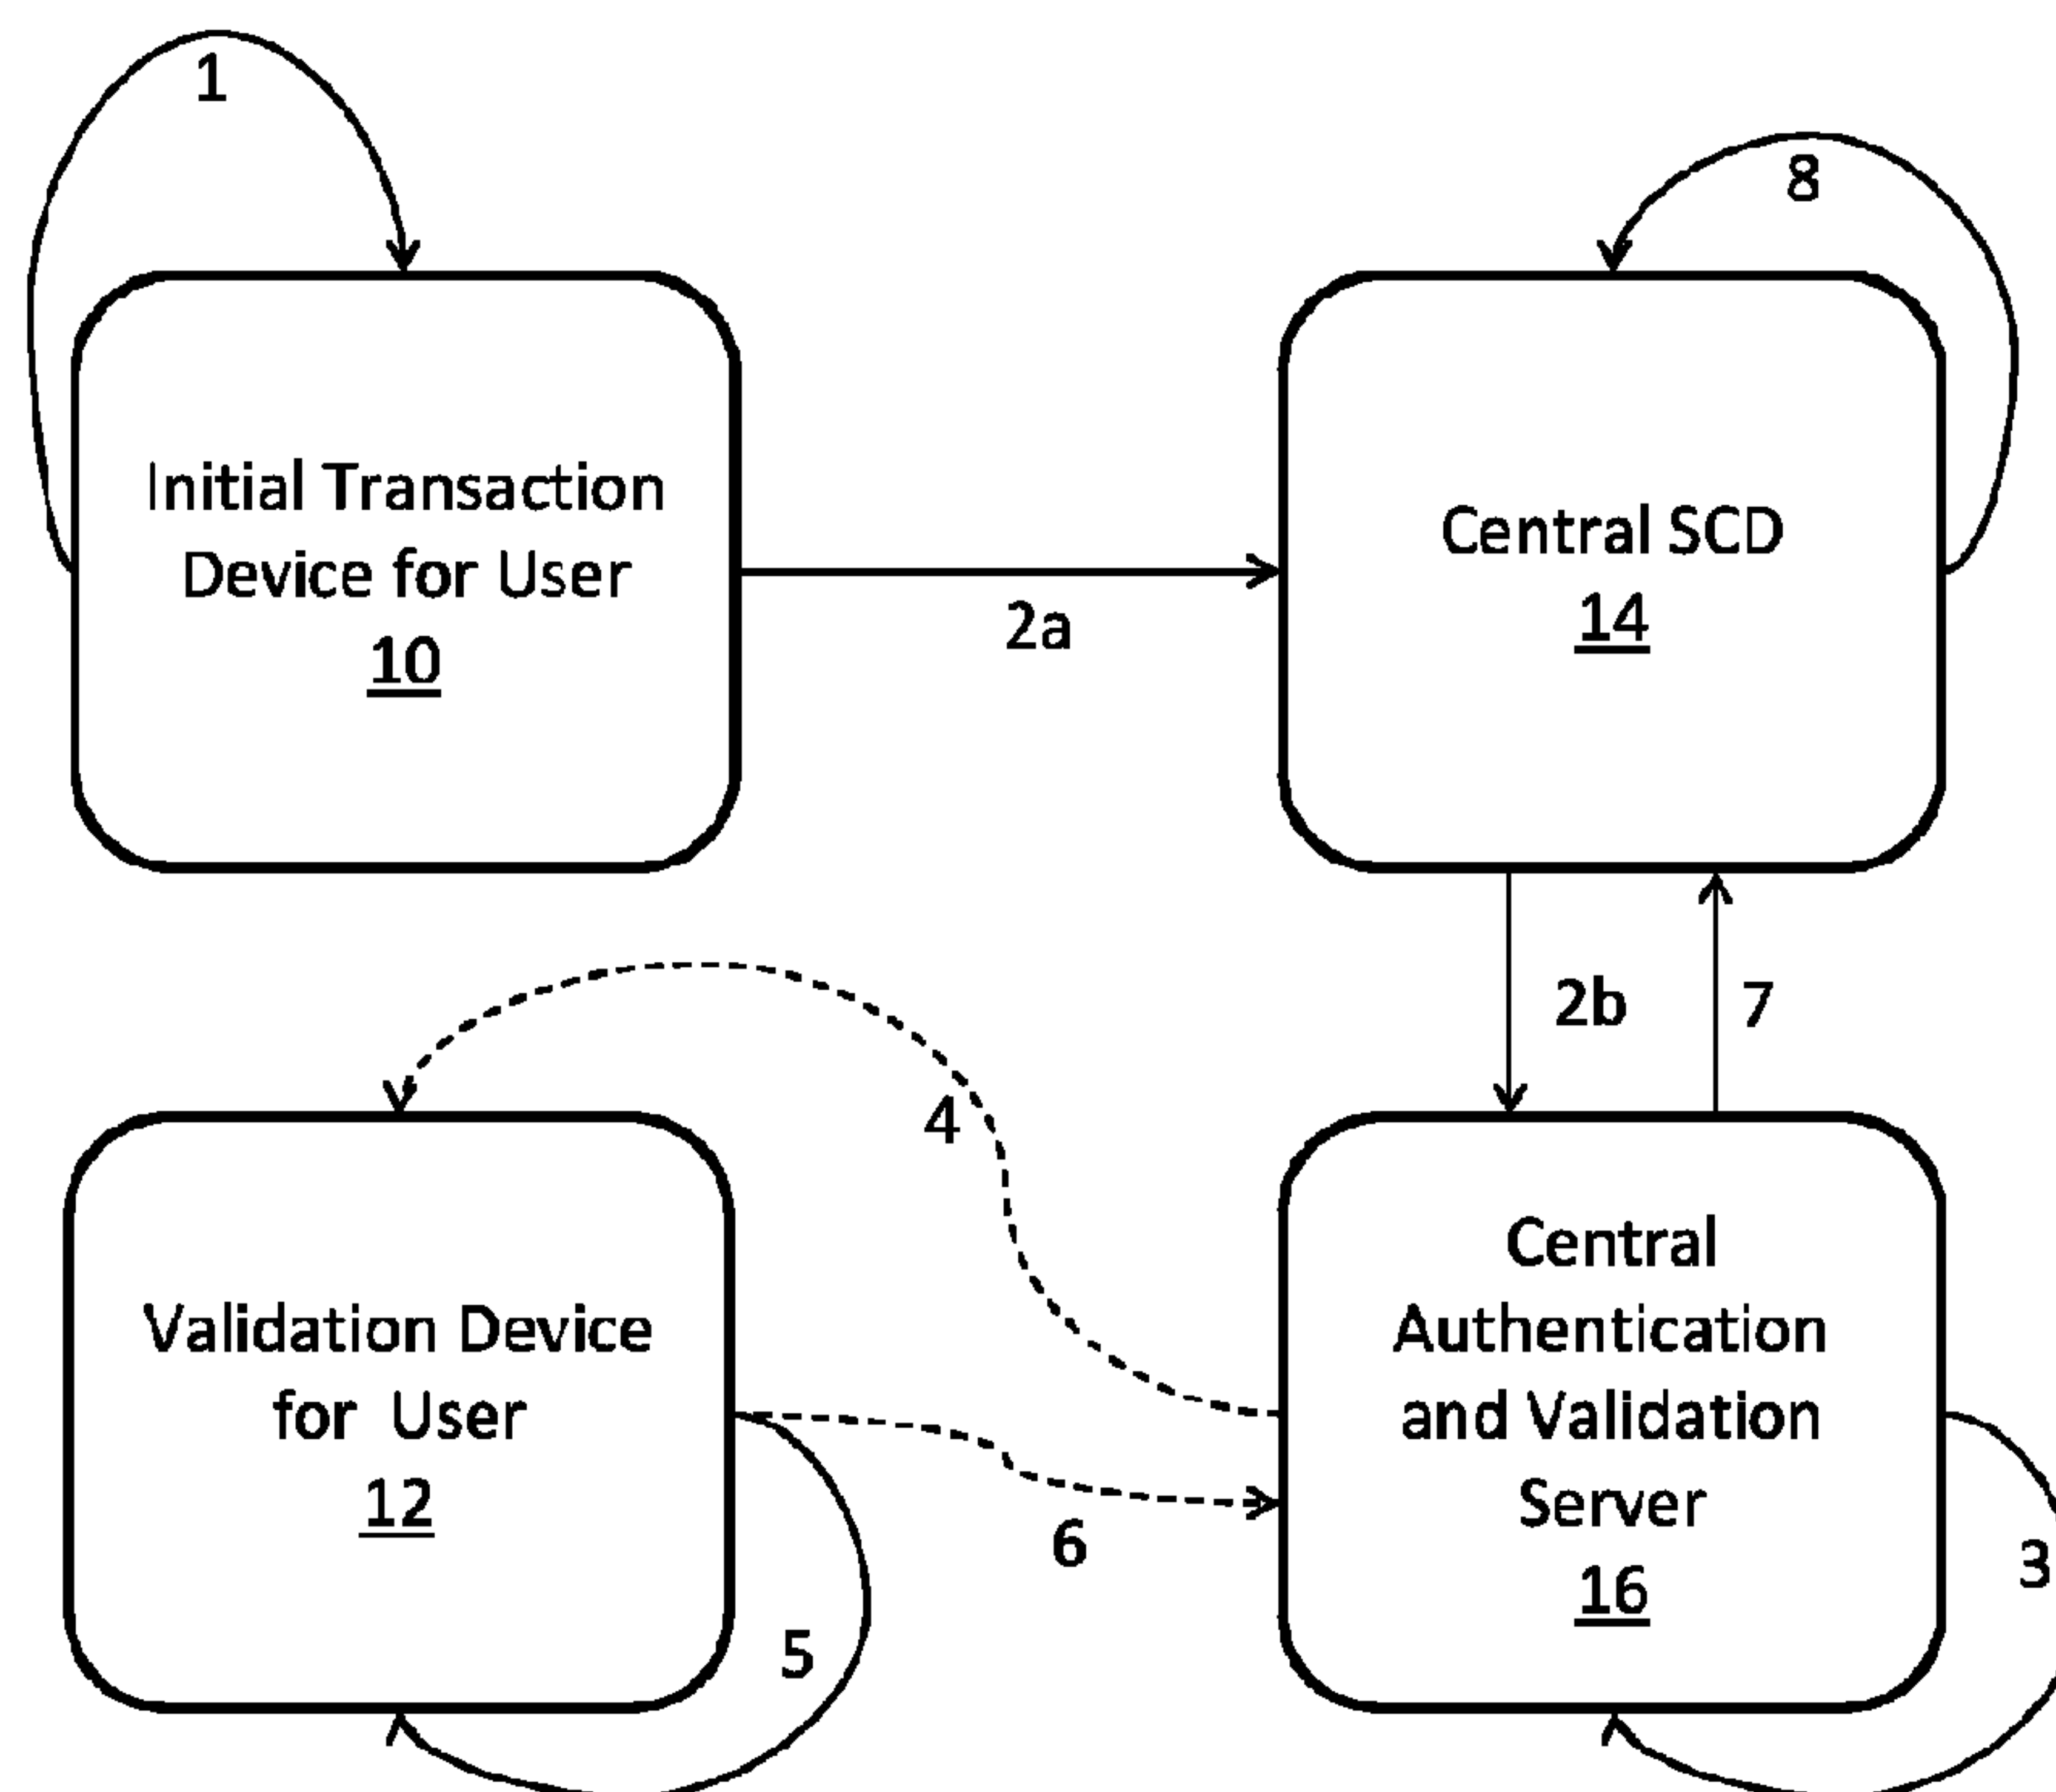 1
8
Initial Transaction
Device for User
10
2a
Central SCD
14
2b
7
4
Validation Device
for User
12
Central
Authentication
and Validation
Server
16
6
5
3